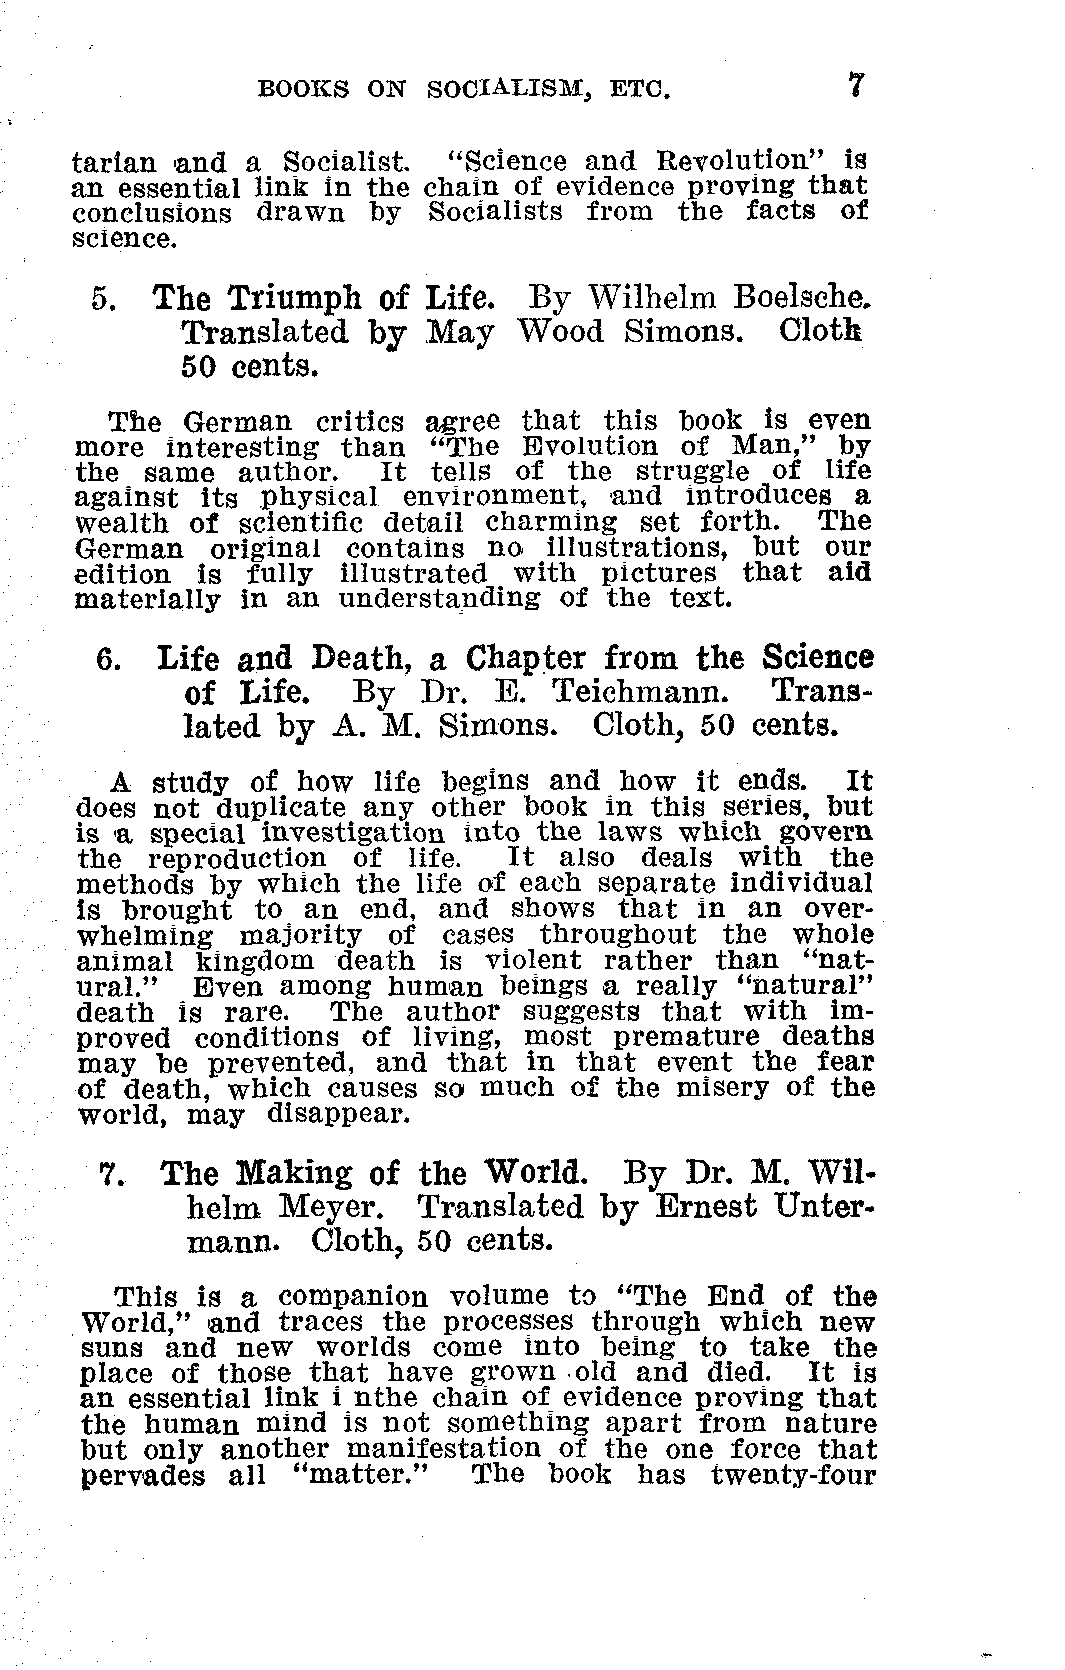 BOOKS ON SOCIALISM, ETC. 7
tarian and a Socialist. “Science and Revolution” is
an essential link in the chain of evidence proving that
conclusions drawn by Socialists from the facts of
science.
5. The Triumph of Life. By Wilhelm Boelsche.
Translated by May Wood Simons. Cloth
50 cents.
The German critics agree that this book is even
more interesting than “The Evolution of Man,” by
the same author. It tells of the struggle of life
against its physical environment, and introduces a
wealth of scientific detail charming set forth. The
German original contains no illustrations, but our
edition is fully illustrated with pictures that aid
materially in an understanding of the text.
6. Life and Death, a Chapter from the Science
of Life. By Dr. E. Teichmann. Trans-
lated by A. M. Simons. Cloth, 50 cents.
A study of how life begins and how it ends. It
does not duplicate any other book in this series, but
is a special investigation into the laws which govern
the reproduction of life. It also deals with the
methods by which the life of each separate individual
is brought to an end, and shows that in an over-
whelming majority of cases throughout the whole
animal kingdom death is violent rather than “nat-
ural.” Even among human beings a really “natural”
death is rare. The author suggests that with im-
proved conditions of living, most premature deaths
may be prevented, and that in that event the fear
of death, which causes so much of the misery of the
world, may disappear.
7. The Making of the World. By Dr. M. Wil-
helm Meyer. Translated by Ernest Unter-
mann. Cloth, 50 cents.
This is a companion volume to “The End of the
World,” and traces the processes through which new
suns and new worlds come into being to take the
place of those that have grown old and died. It is
an essential link i nthe chain of evidence proving that
the human mind is not something apart from nature
but only another manifestation of the one force that
pervades all “matter.” The book has twenty-four